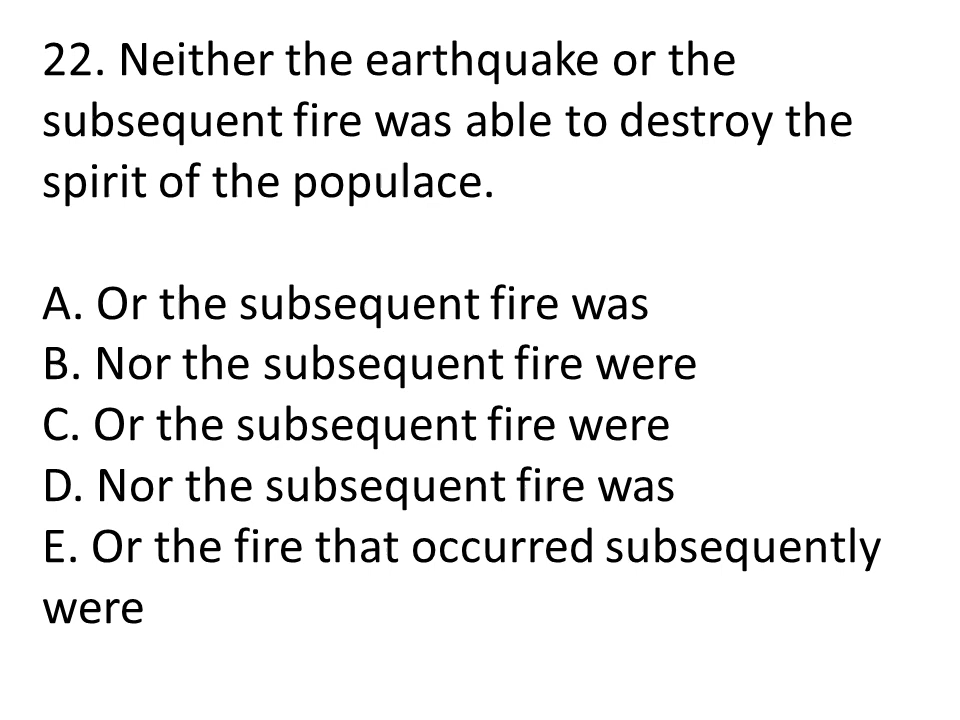 22. Neither the earthquake or the
subsequent fire was able to destroy the
spirit of the populace.
A. Or the subsequent fire was
B. Nor the subsequent fire were
C. Or the subsequent fire were
D. Nor the subsequent fire was
E. Or the fire that occurred subsequently
were